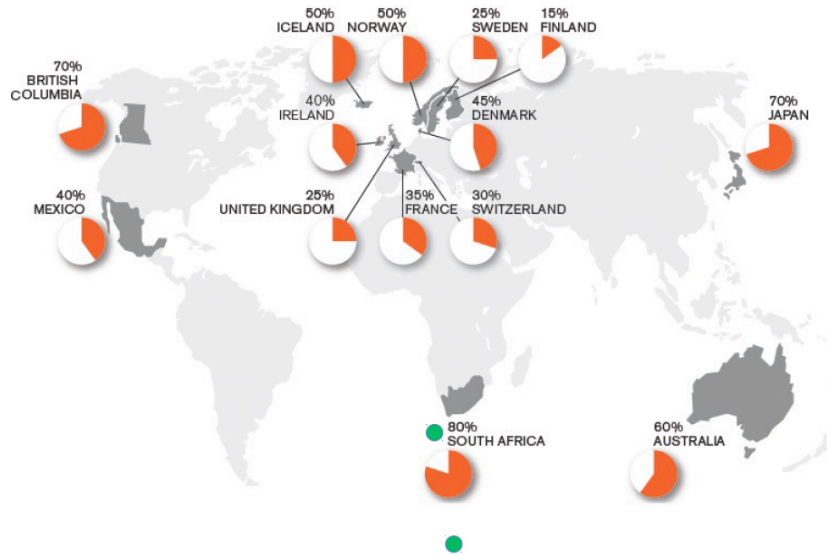 50%
ICELAND
50%
NORWAY
25%
SWEDEN
15%
FINLAND
70%
BRITISH
COLUMBIA
40%
IRELAND
45%
DENMARK
70%
JAPAN
40%
MEXICO
25%
UNITED KINGDOM
35%
FRANCE
30%
SWITZERLAND
80%
SOUTH AFRICA
60%
AUSTRALIA